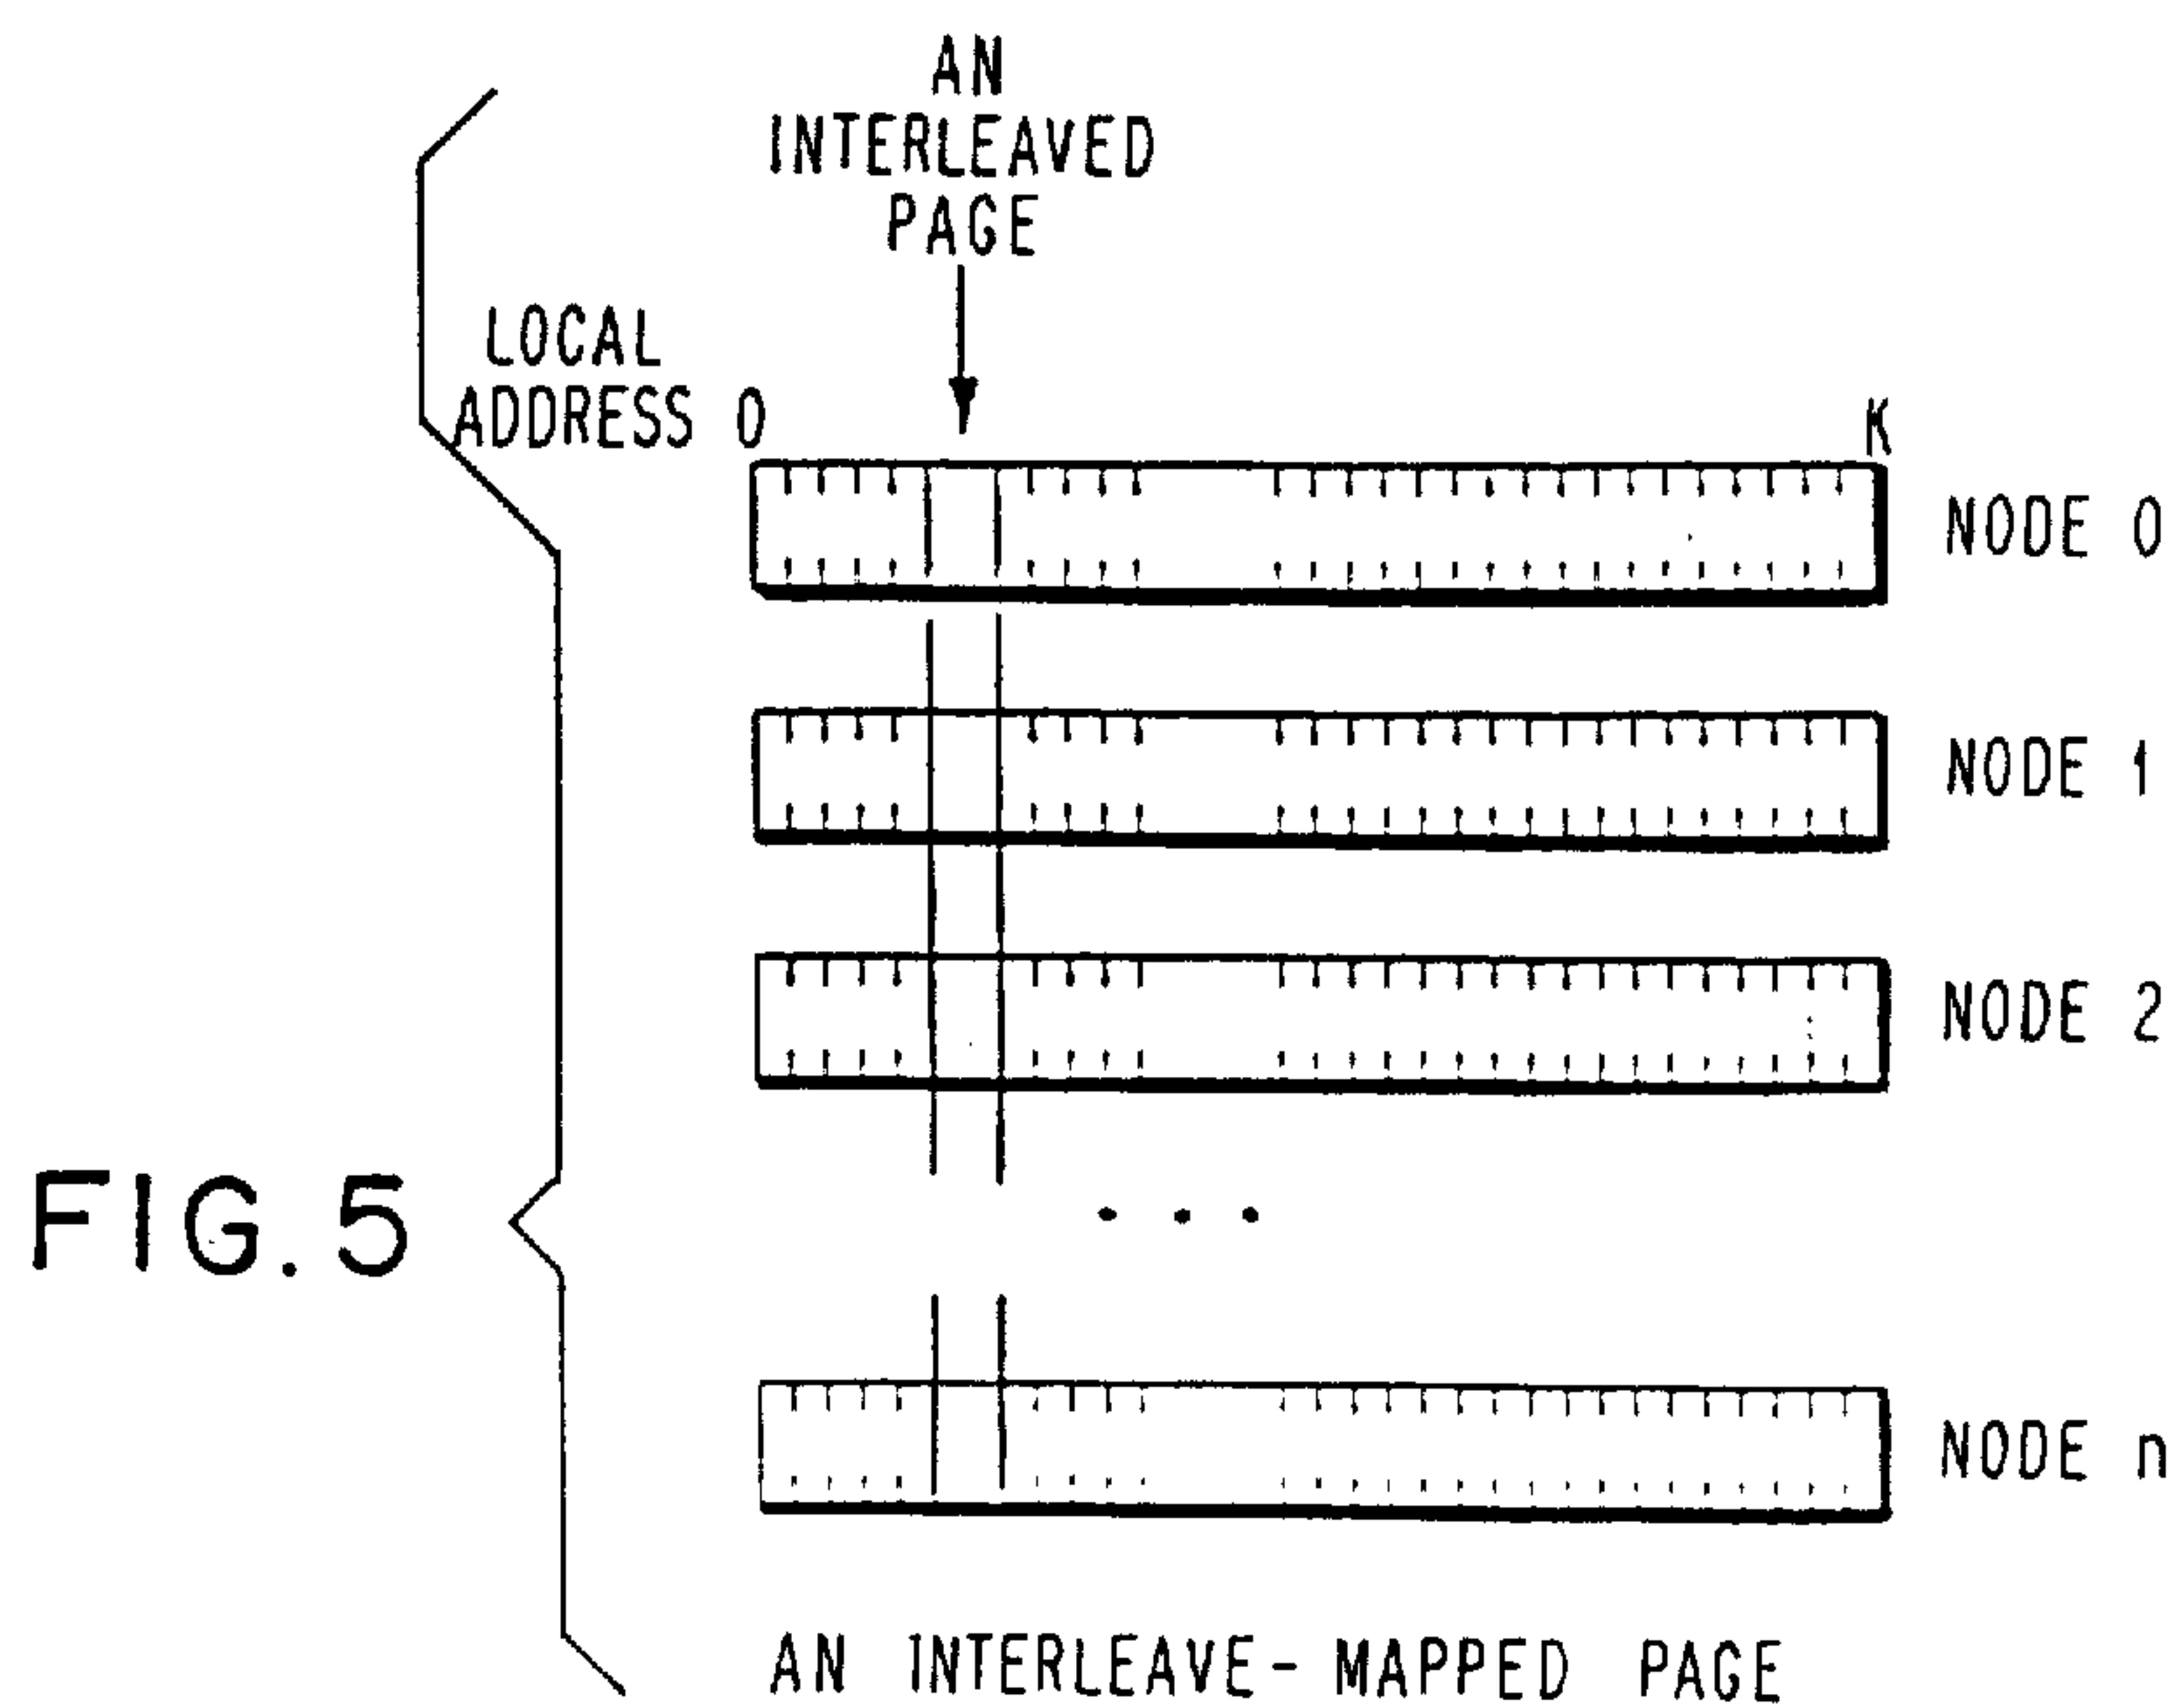 AN
INTERLEAVED
PAGE
LOCAL
ADDRESS 0
K
NODE 0
NODE 1
NODE 2
FIG. 5
. . .
NODE n
AN INTERLEAVE-MAPPED PAGE